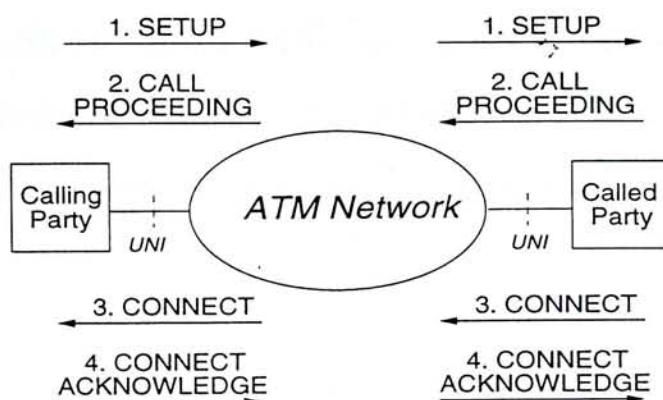 1. SETUP
1. SETUP
2. CALL
PROCEEDING
2. CALL
PROCEEDING
Calling
Party
UNI
ATM Network
UNI
Called
Party
3. CONNECT
3. CONNECT
4. CONNECT
ACKNOWLEDGE
4. CONNECT
ACKNOWLEDGE